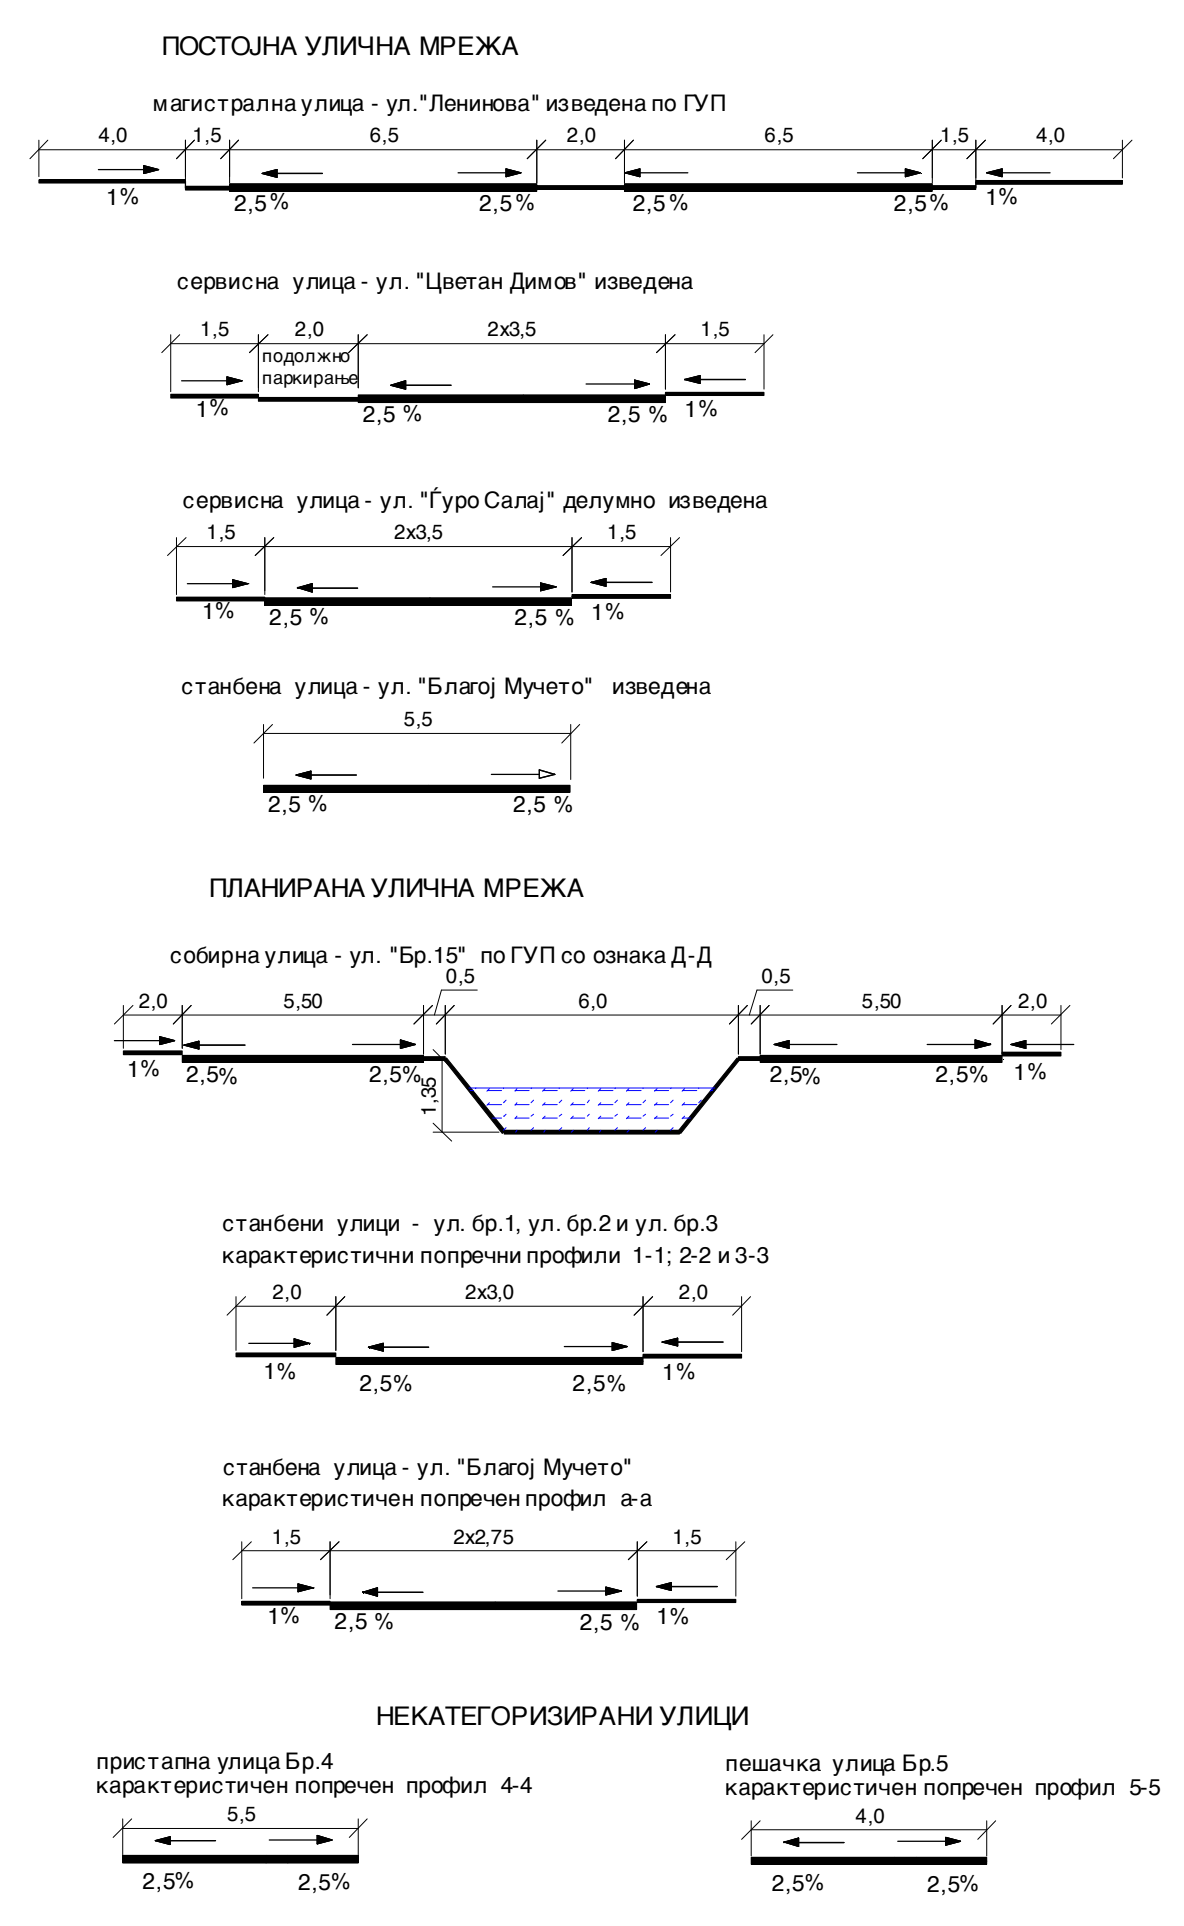 ПОСТОЈНА УЛИЧНА МРЕЖА
магистрална улица - ул."Ленинова" изведена по ГУП
4,0 1,5 6,5 2,0 6,5 1,5 4,0
1% 2,5% 2,5% 2,5% 2,5% 1%
сервисна улица - ул. "Цветан Димов" изведена
1,5 2,0 2x3,5 1,5
подолжно
паркирање
1% 2,5 % 2,5 % 1%
сервисна улица - ул. "Ѓуро Салај" делумно изведена
1,5 2x3,5 1,5
1% 2,5 % 2,5 % 1%
станбена улица - ул. "Благој Мучето" изведена
5,5
2,5 % 2,5 %
ПЛАНИРАНА УЛИЧНА МРЕЖА
собирна улица - ул. "Бр.15" по ГУП со ознака Д-Д
0,5 0,5
2,0 5,50 6,0 5,50 2,0
1% 2,5% 2,5% 2,5% 2,5% 1%
1,35
станбени улици - ул. бр.1, ул. бр.2 и ул. бр.3
карактеристични попречни профили 1-1; 2-2 и 3-3
2,0 2x3,0 2,0
1% 2,5% 2,5% 1%
станбена улица - ул. "Благој Мучето"
карактеристичен попречен профил а-а
1,5 2x2,75 1,5
1% 2,5 % 2,5 % 1%
НЕКАТЕГОРИЗИРАНИ УЛИЦИ
пристапна улица Бр.4
карактеристичен попречен профил 4-4
5,5
2,5% 2,5%
пешачка улица Бр.5
карактеристичен попречен профил 5-5
4,0
2,5% 2,5%